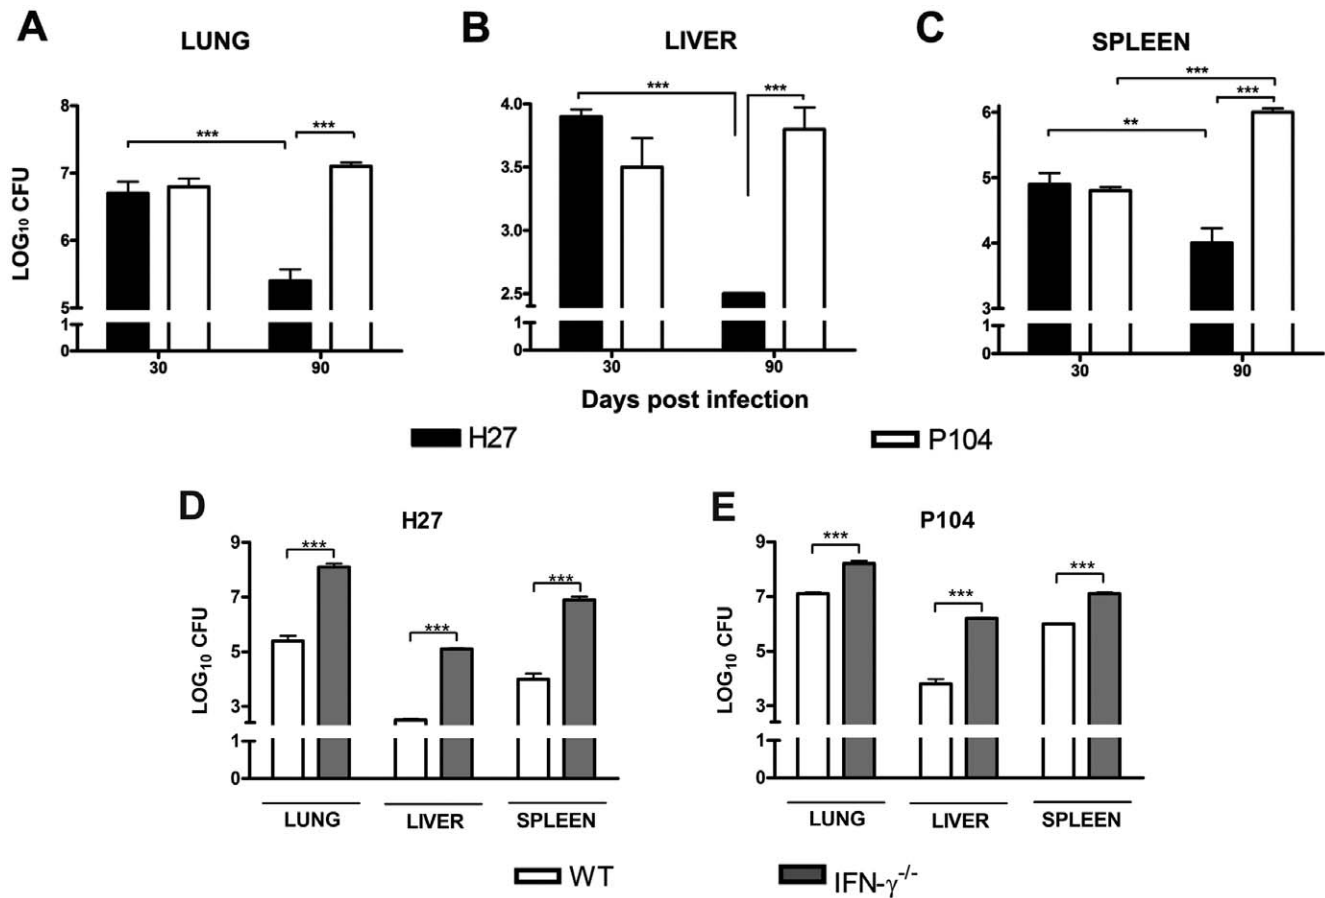 A
LUNG
B
LIVER
C
SPLEEN
LOG₁₀ CFU
8
7
6
5
1
0
***
***
30
90
4.0
3.5
3.0
2.5
1
0
***
***
30
90
6
5
4
3
1
0
***
***
**
30
90
Days post infection
H27
P104
D
H27
LOG₁₀ CFU
9
7
5
3
1
0
***
***
***
LUNG
LIVER
SPLEEN
E
P104
LOG₁₀ CFU
9
7
5
3
1
0
***
***
***
LUNG
LIVER
SPLEEN
WT
IFN-γ⁻/⁻